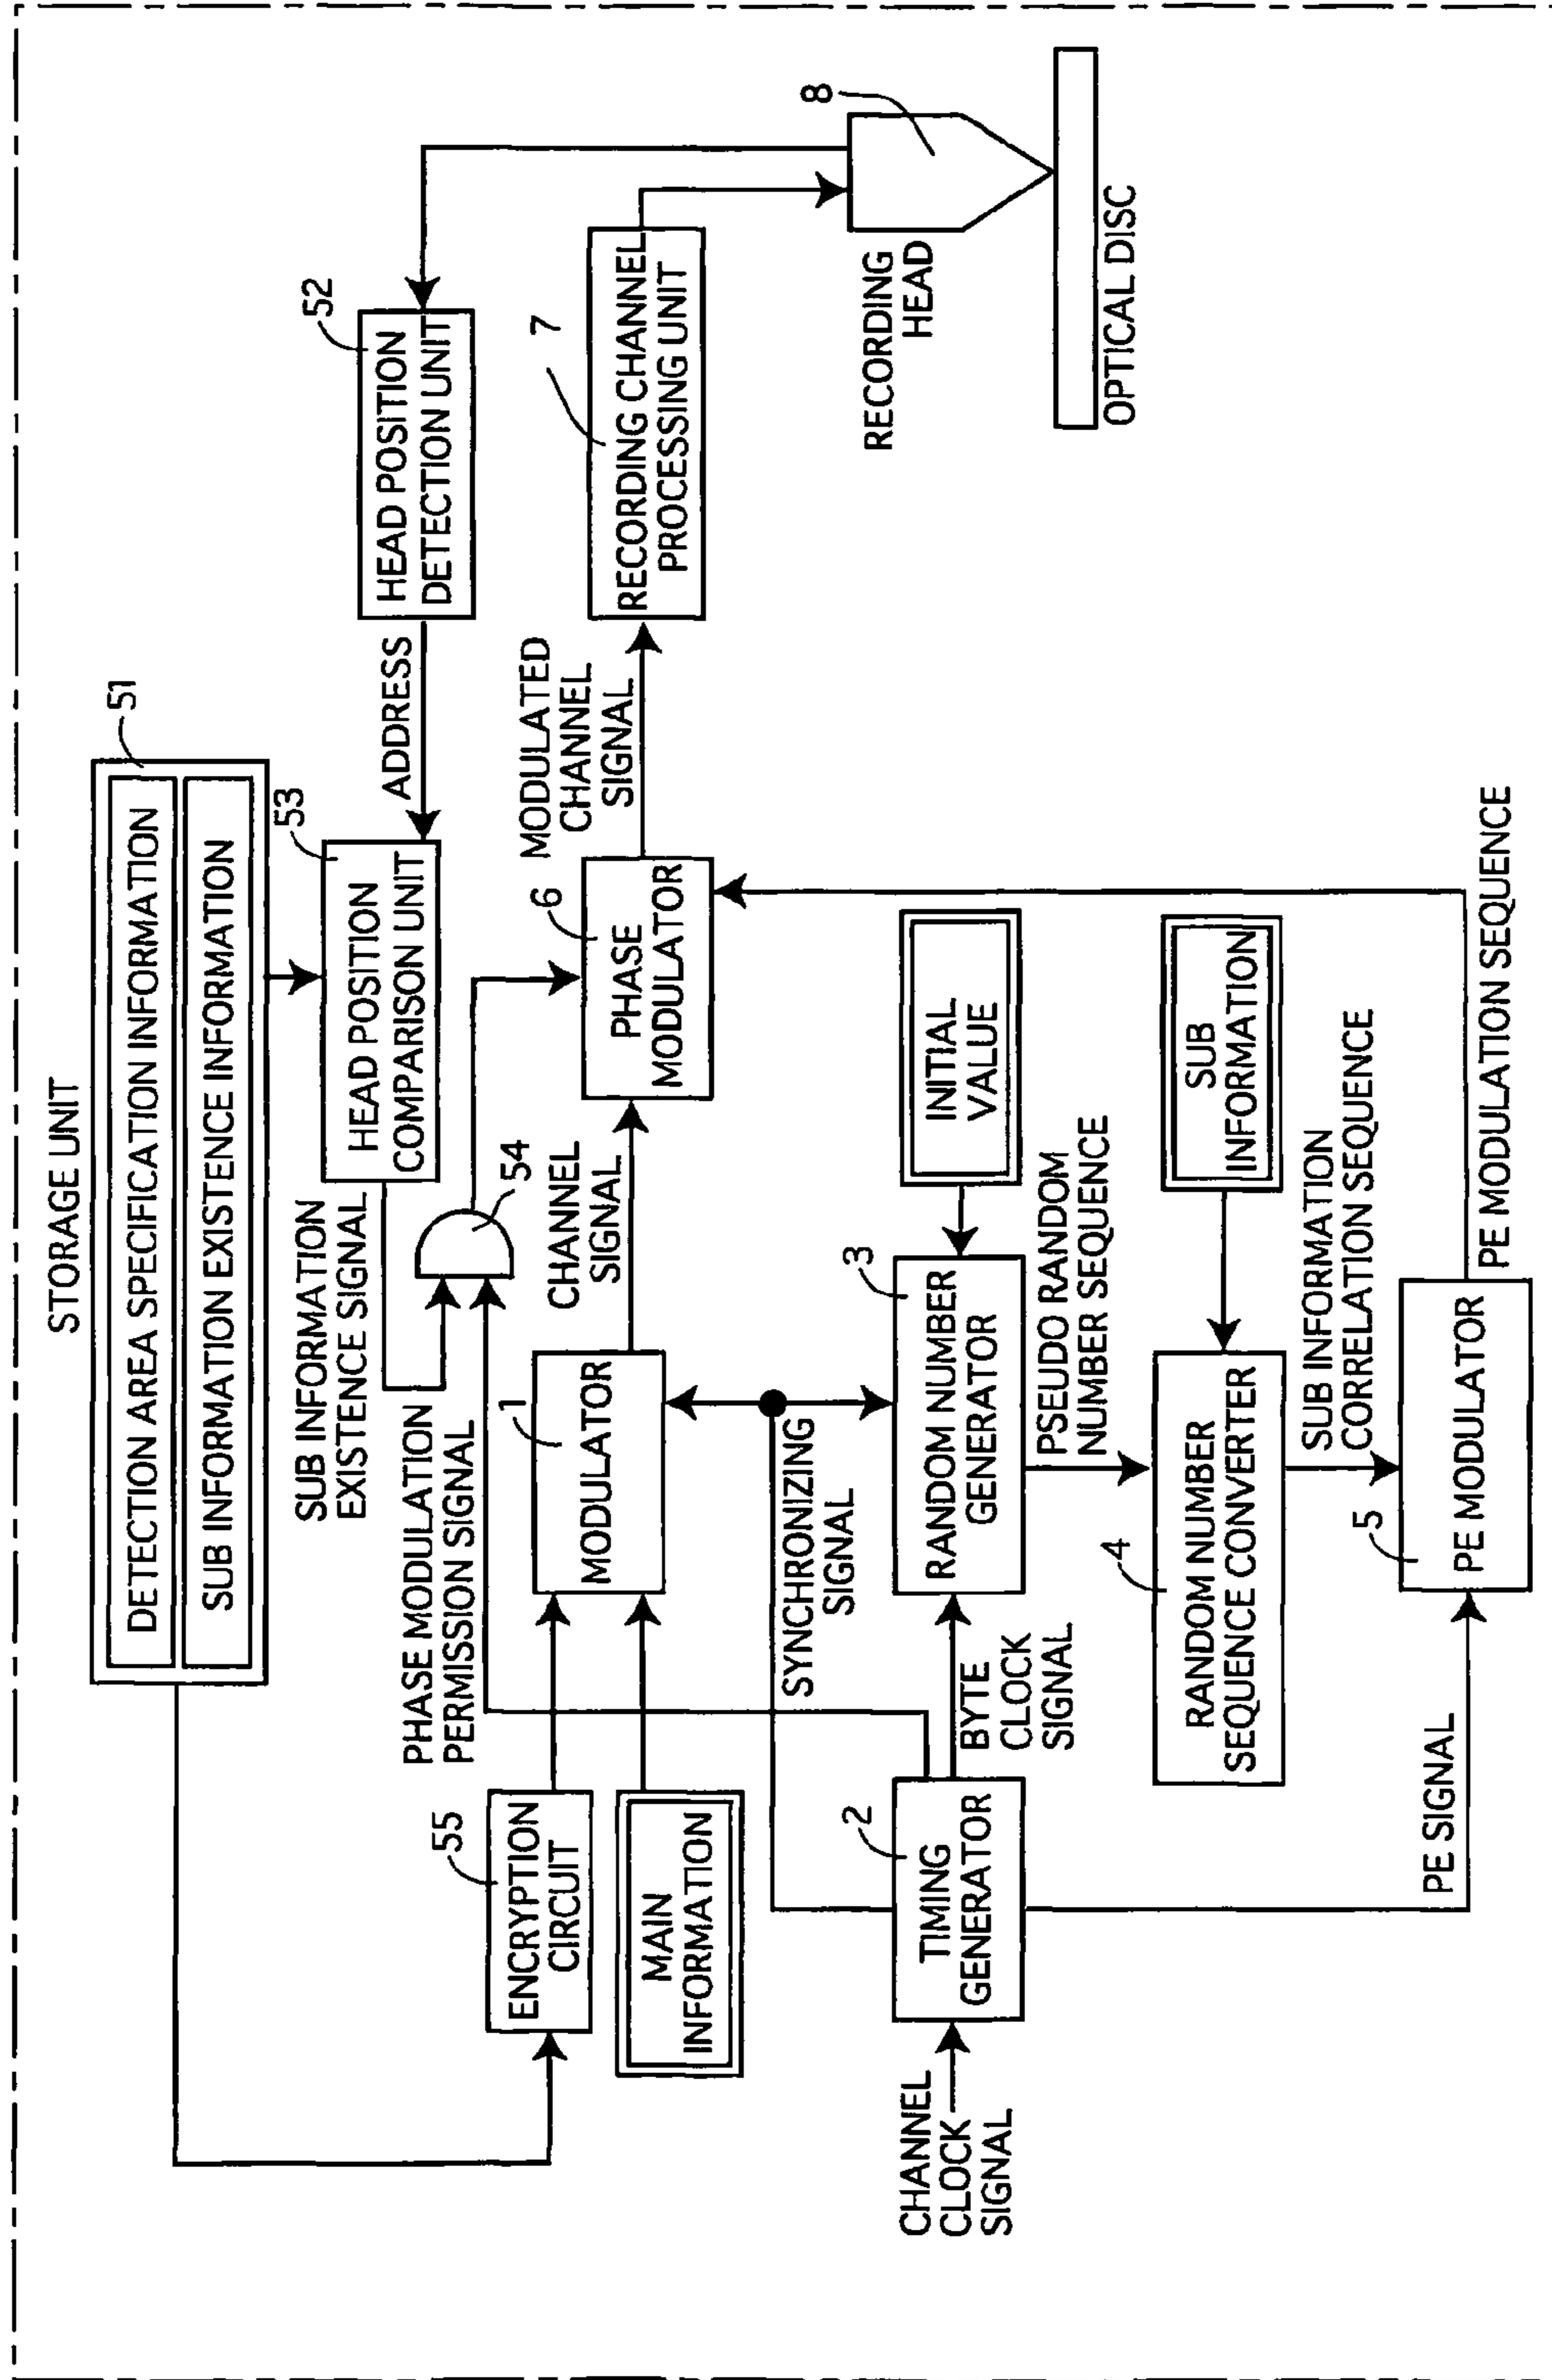 STORAGE UNIT
51
DETECTION AREA SPECIFICATION INFORMATION
SUB INFORMATION EXISTENCE INFORMATION
53
HEAD POSITION
COMPARISON UNIT
ADDRESS
52
HEAD POSITION
DETECTION UNIT
SUB INFORMATION
EXISTENCE SIGNAL
PHASE MODULATION
PERMISSION SIGNAL
54
55
ENCRYPTION
CIRCUIT
MAIN
INFORMATION
1
MODULATOR
CHANNEL
SIGNAL
6
PHASE
MODULATOR
MODULATED
CHANNEL
SIGNAL
7
RECORDING CHANNEL
PROCESSING UNIT
8
RECORDING
HEAD
OPTICAL DISC
SYNCHRONIZING
SIGNAL
CHANNEL
CLOCK
SIGNAL
2
TIMING
GENERATOR
BYTE
CLOCK
SIGNAL
3
RANDOM NUMBER
GENERATOR
INITIAL
VALUE
PSEUDO RANDOM
NUMBER SEQUENCE
4
RANDOM NUMBER
SEQUENCE CONVERTER
SUB
INFORMATION
SUB INFORMATION
CORRELATION SEQUENCE
PE SIGNAL
5
PE MODULATOR
PE MODULATION SEQUENCE